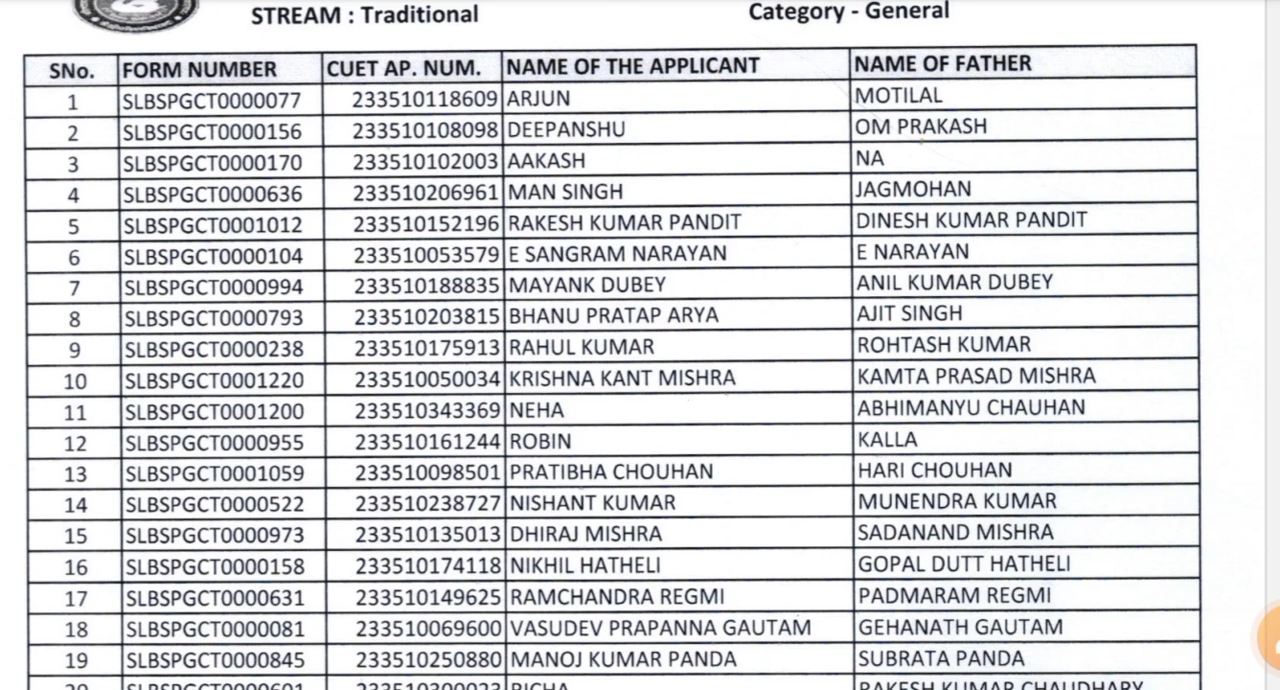 STREAM : Traditional Category - General
SNo. FORM NUMBER CUET AP. NUM. NAME OF THE APPLICANT NAME OF FATHER
1 SLBSPGCT0000077 233510118609 ARJUN MOTILAL
2 SLBSPGCT0000156 233510108098 DEEPANSHU OM PRAKASH
3 SLBSPGCT0000170 233510102003 AAKASH NA
4 SLBSPGCT0000636 233510206961 MAN SINGH JAGMOHAN
5 SLBSPGCT0001012 233510152196 RAKESH KUMAR PANDIT DINESH KUMAR PANDIT
6 SLBSPGCT0000104 233510053579 E SANGRAM NARAYAN E NARAYAN
7 SLBSPGCT0000994 233510188835 MAYANK DUBEY ANIL KUMAR DUBEY
8 SLBSPGCT0000793 233510203815 BHANU PRATAP ARYA AJIT SINGH
9 SLBSPGCT0000238 233510175913 RAHUL KUMAR ROHTASH KUMAR
10 SLBSPGCT0001220 233510050034 KRISHNA KANT MISHRA KAMTA PRASAD MISHRA
11 SLBSPGCT0001200 233510343369 NEHA ABHIMANYU CHAUHAN
12 SLBSPGCT0000955 233510161244 ROBIN KALLA
13 SLBSPGCT0001059 233510098501 PRATIBHA CHOUHAN HARI CHOUHAN
14 SLBSPGCT0000522 233510238727 NISHANT KUMAR MUNENDRA KUMAR
15 SLBSPGCT0000973 233510135013 DHIRAJ MISHRA SADANAND MISHRA
16 SLBSPGCT0000158 233510174118 NIKHIL HATHELI GOPAL DUTT HATHELI
17 SLBSPGCT0000631 233510149625 RAMCHANDRA REGMI PADMARAM REGMI
18 SLBSPGCT0000081 233510069600 VASUDEV PRAPANNA GAUTAM GEHANATH GAUTAM
19 SLBSPGCT0000845 233510250880 MANOJ KUMAR PANDA SUBRATA PANDA
20 RICHA RAKESH KUMAR CHAUDHARY